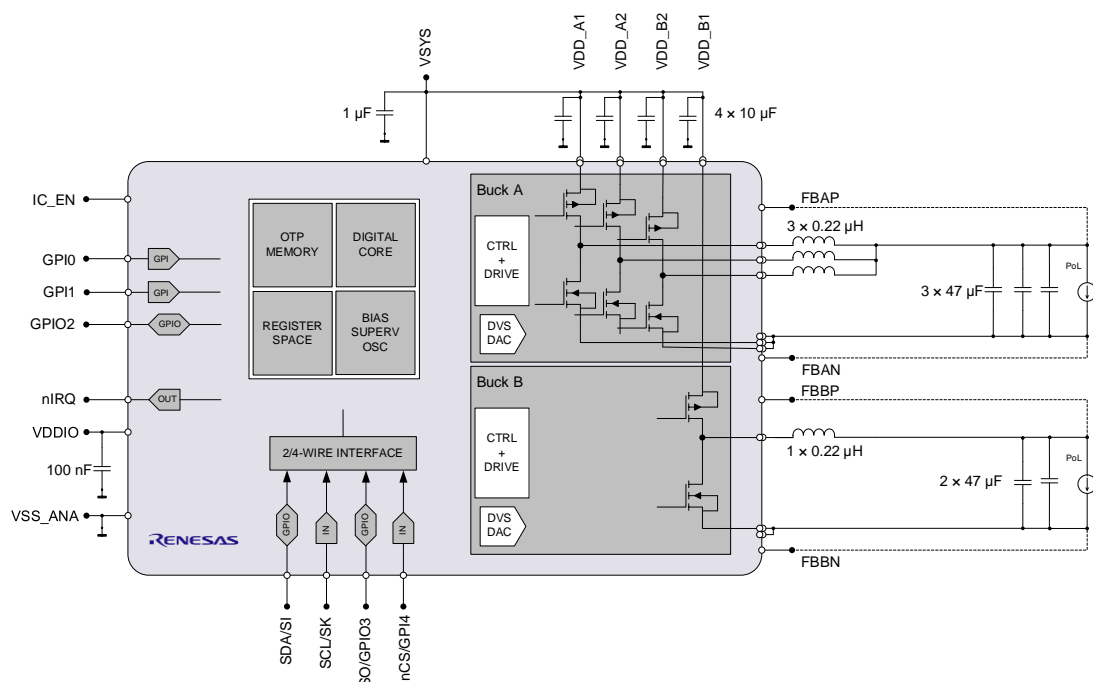 VSYS
VDD_A1
VDD_A2
VDD_B2
VDD_B1
1 µF
4 × 10 µF
IC_EN
GPI0
GPI
GPI1
GPI
GPIO2
GPIO
nIRQ
OUT
VDDIO
100 nF
VSS_ANA
OTP
MEMORY
DIGITAL
CORE
REGISTER
SPACE
BIAS
SUPERV
OSC
2/4-WIRE INTERFACE
GPIO
IN
GPIO
IN
RENESAS
SDA/SI
SCL/SK
SO/GPIO3
nCS/GPI4
Buck A
CTRL
+
DRIVE
DVS
DAC
Buck B
CTRL
+
DRIVE
DVS
DAC
FBAP
3 × 0.22 µH
3 × 47 µF
PoL
FBAN
FBBP
1 × 0.22 µH
2 × 47 µF
PoL
FBBN